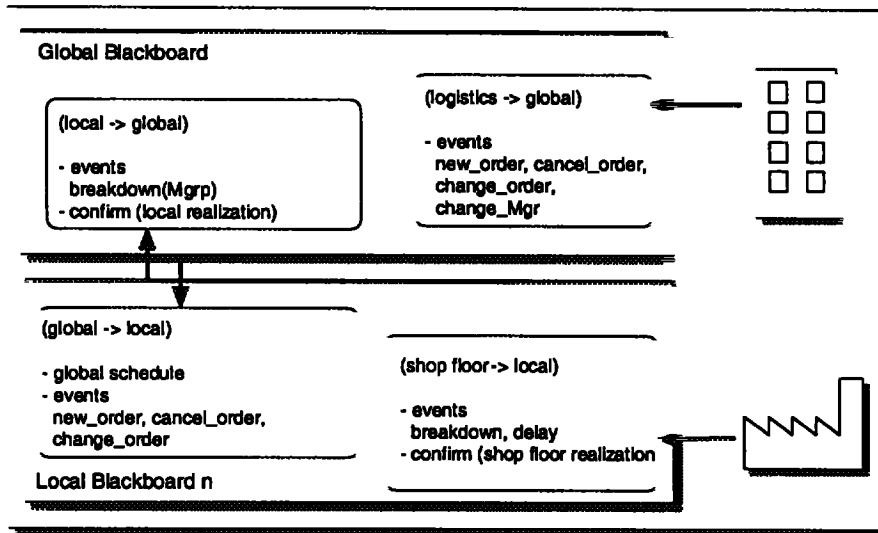 Global Blackboard
(local -> global)
- events
breakdown(Mgrp)
- confirm (local realization)
(logistics -> global)
- events
new_order, cancel_order,
change_order,
change_Mgr
(global -> local)
- global schedule
- events
new_order, cancel_order,
change_order
(shop floor-> local)
- events
breakdown, delay
- confirm (shop floor realization
Local Blackboard n